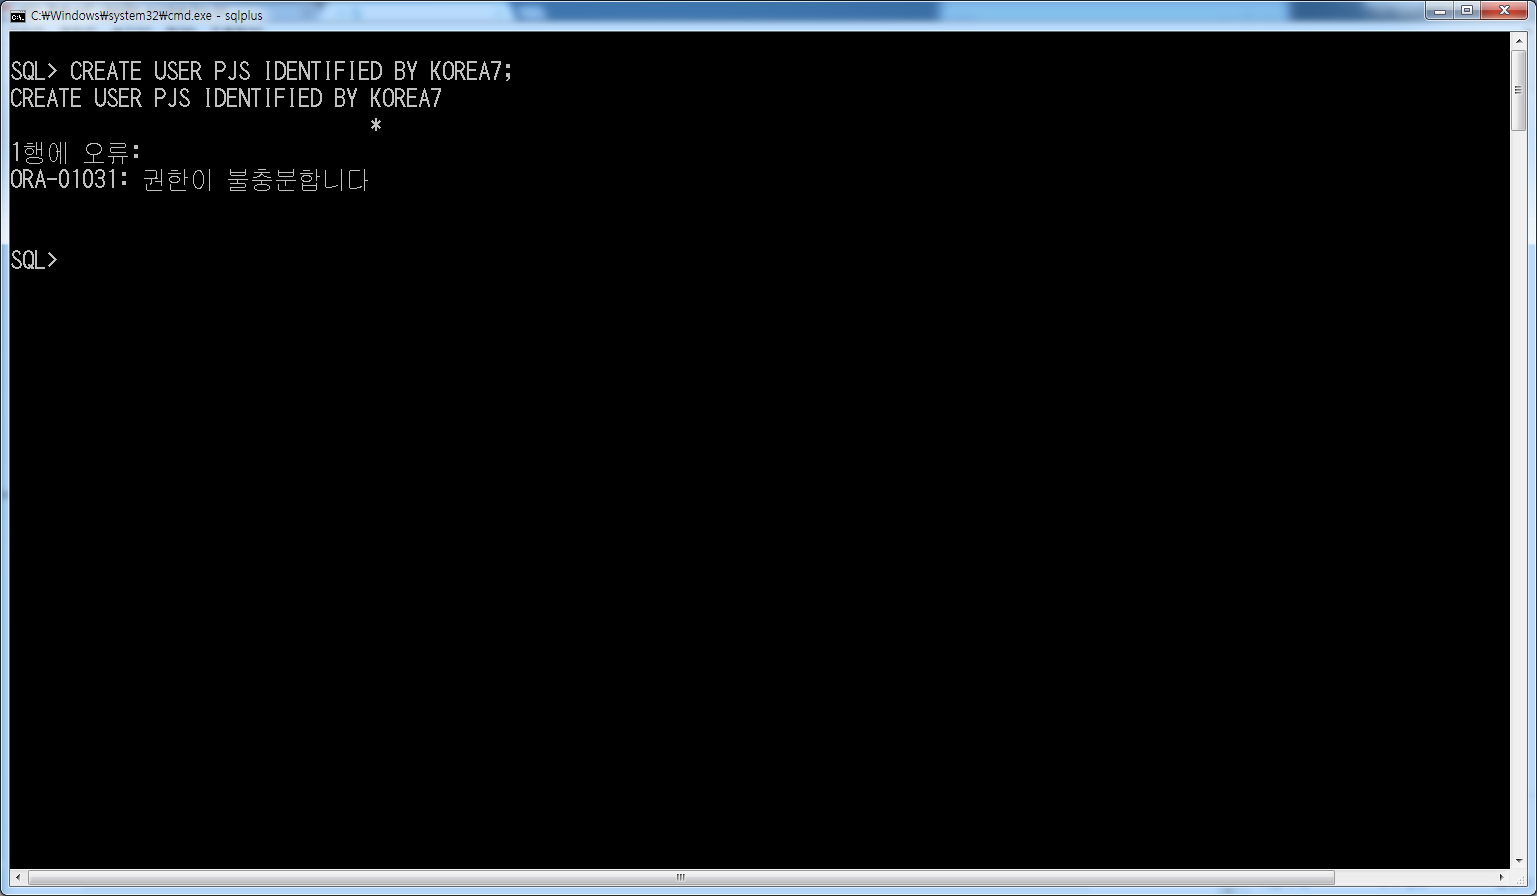 C:₩Windows₩system32₩cmd.exe - sqlplus
SQL> CREATE USER PJS IDENTIFIED BY KOREA7;
CREATE USER PJS IDENTIFIED BY KOREA7
*
1행에 오류:
ORA-01031: 권한이 불충분합니다
SQL>